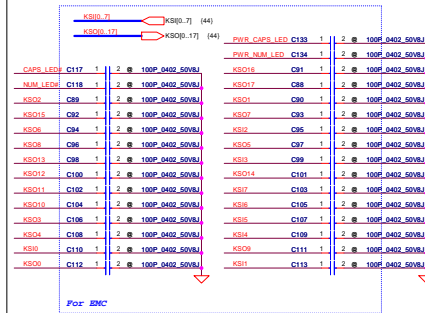 KSI[0..7] KSI[0..7] (44)
KSO[0..17] KSO[0..17] (44)
PWR_CAPS_LED C133 1 2 @ 100P_0402_50V8J
PWR_NUM_LED C134 1 2 @ 100P_0402_50V8J
CAPS_LED# C117 1 2 @ 100P_0402_50V8J KSO16 C91 1 2 @ 100P_0402_50V8J
NUM_LED# C118 1 2 @ 100P_0402_50V8J KSO17 C88 1 2 @ 100P_0402_50V8J
KSO2 C89 1 2 @ 100P_0402_50V8J KSO1 C90 1 2 @ 100P_0402_50V8J
KSO15 C92 1 2 @ 100P_0402_50V8J KSO7 C93 1 2 @ 100P_0402_50V8J
KSO6 C94 1 2 @ 100P_0402_50V8J KSI2 C95 1 2 @ 100P_0402_50V8J
KSO8 C96 1 2 @ 100P_0402_50V8J KSO5 C97 1 2 @ 100P_0402_50V8J
KSO13 C98 1 2 @ 100P_0402_50V8J KSI3 C99 1 2 @ 100P_0402_50V8J
KSO12 C100 1 2 @ 100P_0402_50V8J KSO14 C101 1 2 @ 100P_0402_50V8J
KSO11 C102 1 2 @ 100P_0402_50V8J KSI7 C103 1 2 @ 100P_0402_50V8J
KSO10 C104 1 2 @ 100P_0402_50V8J KSI6 C105 1 2 @ 100P_0402_50V8J
KSO3 C106 1 2 @ 100P_0402_50V8J KSI5 C107 1 2 @ 100P_0402_50V8J
KSO4 C108 1 2 @ 100P_0402_50V8J KSI4 C109 1 2 @ 100P_0402_50V8J
KSI0 C110 1 2 @ 100P_0402_50V8J KSO9 C111 1 2 @ 100P_0402_50V8J
KSO0 C112 1 2 @ 100P_0402_50V8J KSI1 C113 1 2 @ 100P_0402_50V8J
For EMC